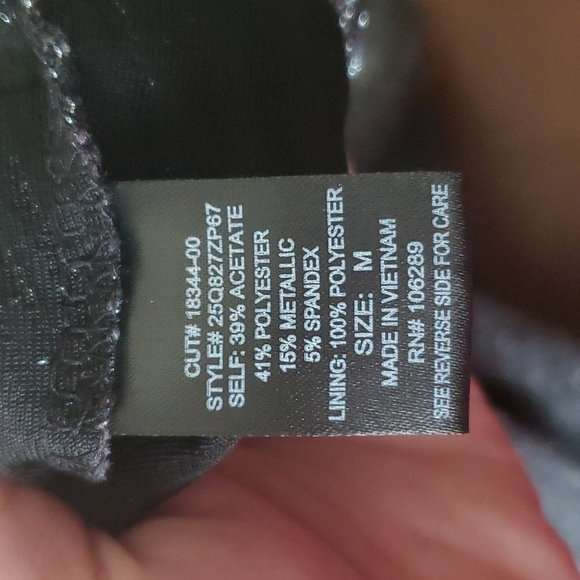 CUT# 18344-00
STYLE# 25Q827ZP67
SELF: 39% ACETATE
41% POLYESTER
15% METALLIC
5% SPANDEX
LINING: 100% POLYESTER
SIZE: M
MADE IN VIETNAM
RN# 106289
SEE REVERSE SIDE FOR CARE